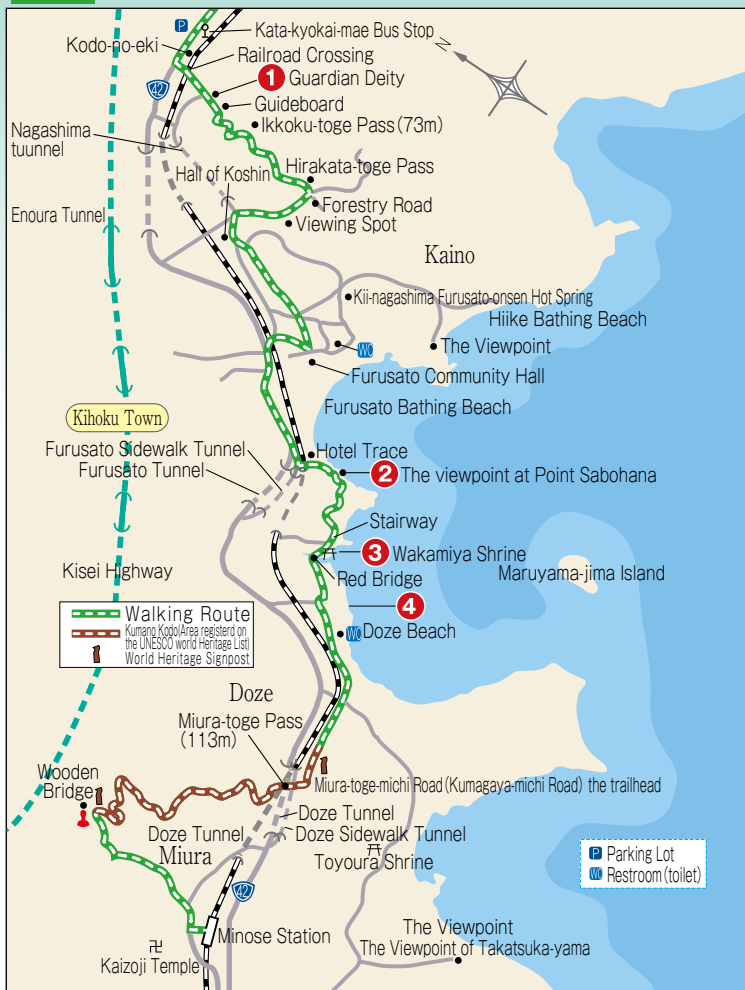 P
Kata-kyokai-mae Bus Stop
Kodo-no-eki
Railroad Crossing
N
42
1 Guardian Deity
Guideboard
Ikkoku-toge Pass (73m)
Nagashima
tuunnel
Hirakata-toge Pass
Hall of Koshin
Forestry Road
Enoura Tunnel
Viewing Spot
Kaino
Kii-nagashima Furusato-onsen Hot Spring
Hiike Bathing Beach
WC
The Viewpoint
Furusato Community Hall
Furusato Bathing Beach
Kihoku Town
Furusato Sidewalk Tunnel
Hotel Trace
Furusato Tunnel
2 The viewpoint at Point Sabohana
Stairway
3 Wakamiya Shrine
Kisei Highway
Red Bridge
Maruyama-jima Island
4
Walking Route
Kumano Kodo(Area registerd on
the UNESCO world Heritage List)
World Heritage Signpost
WC Doze Beach
Doze
Miura-toge Pass
(113m)
Wooden
Bridge
Miura-toge-michi Road (Kumagaya-michi Road) the trailhead
Doze Tunnel
Doze Tunnel
Doze Sidewalk Tunnel
Miura
Toyoura Shrine
P Parking Lot
WC Restroom (toilet)
42
Minose Station
卍
Kaizoji Temple
The Viewpoint
The Viewpoint of Takatsuka-yama